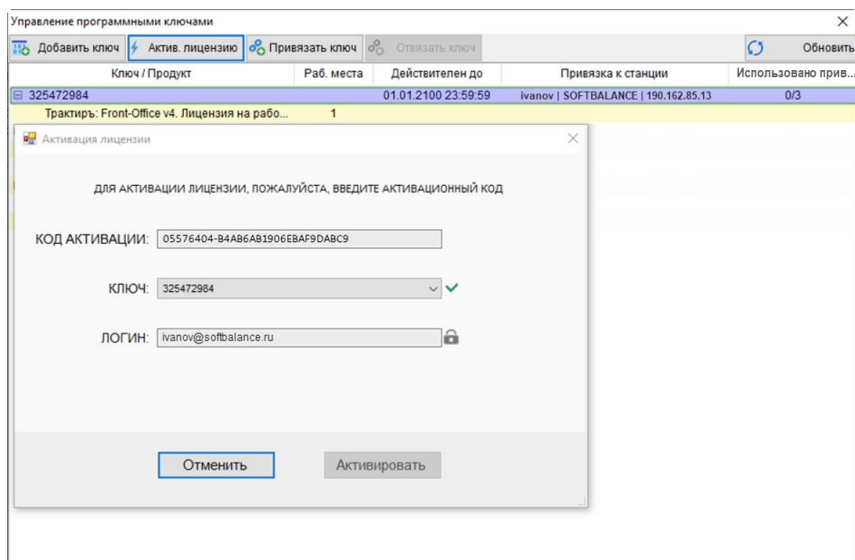 Управление программными ключами
Добавить ключ Актив. лицензию Привязать ключ Отвязать ключ Обновить
Ключ / Продукт Раб. места Действителен до Привязка к станции Использовано прив...
325472984 01.01.2100 23:59:59 ivanov | SOFTBALANCE | 190.162.85.13 0/3
Трактиръ: Front-Office v4. Лицензия на рабо... 1
Активация лицензии
ДЛЯ АКТИВАЦИИ ЛИЦЕНЗИИ, ПОЖАЛУЙСТА, ВВЕДИТЕ АКТИВАЦИОННЫЙ КОД
КОД АКТИВАЦИИ: 05576404-B4AB6AB1906EBAF9DABC9
КЛЮЧ: 325472984
ЛОГИН: ivanov@softbalance.ru
Отменить Активировать